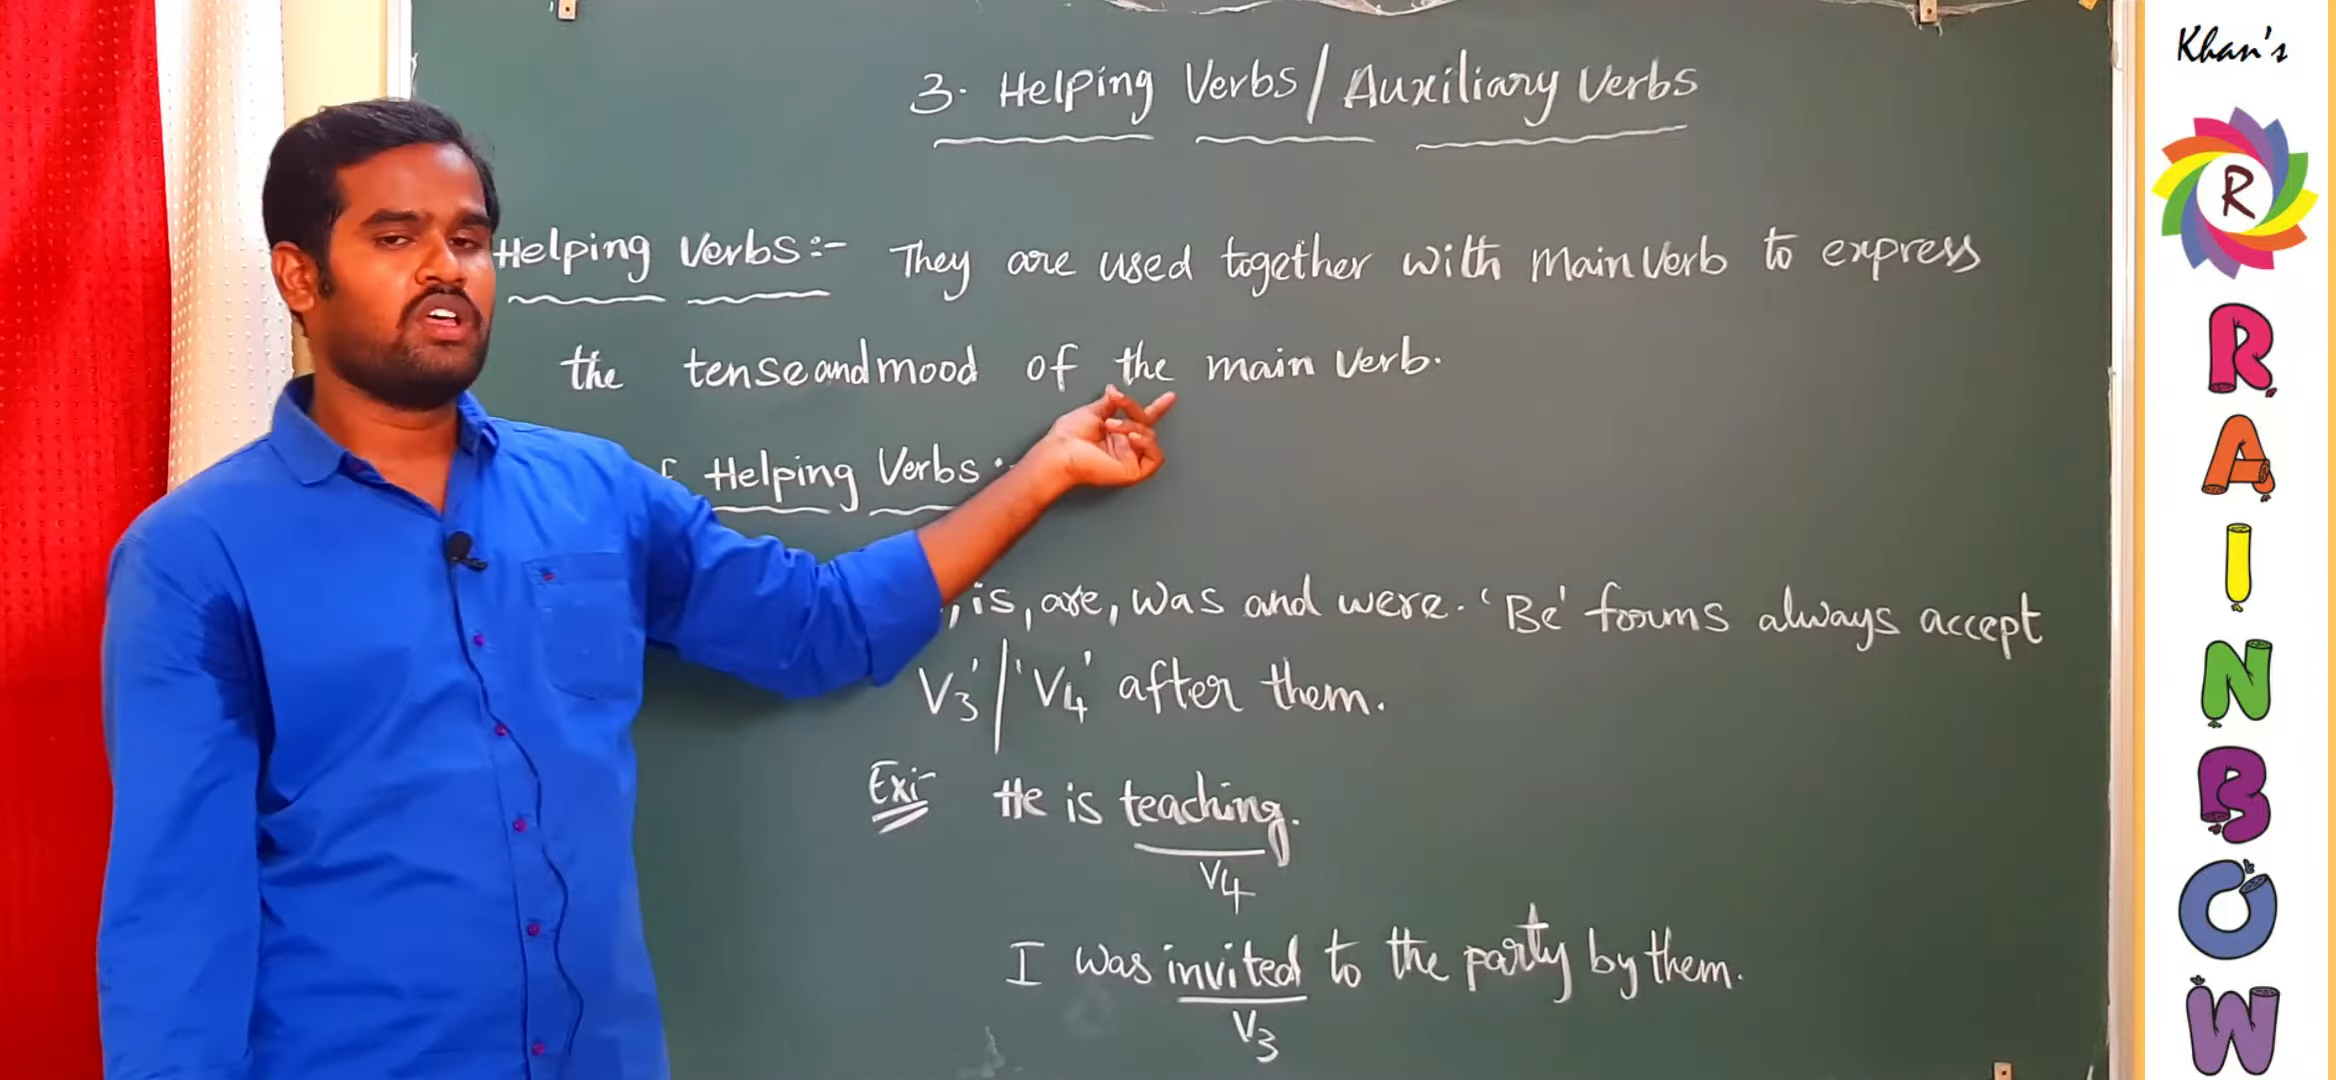 3. Helping Verbs/Auxiliary Verbs
Helping Verbs:- They are used together with main verb to express
the tense and mood of the main verb.
Helping Verbs:-
, is, are, was and were. 'Be' forms always accept
V3'/'V4' after them.
Ex:- He is teaching.
V4
I was invited to the party by them.
V3
Khan's
R
RAINBOW